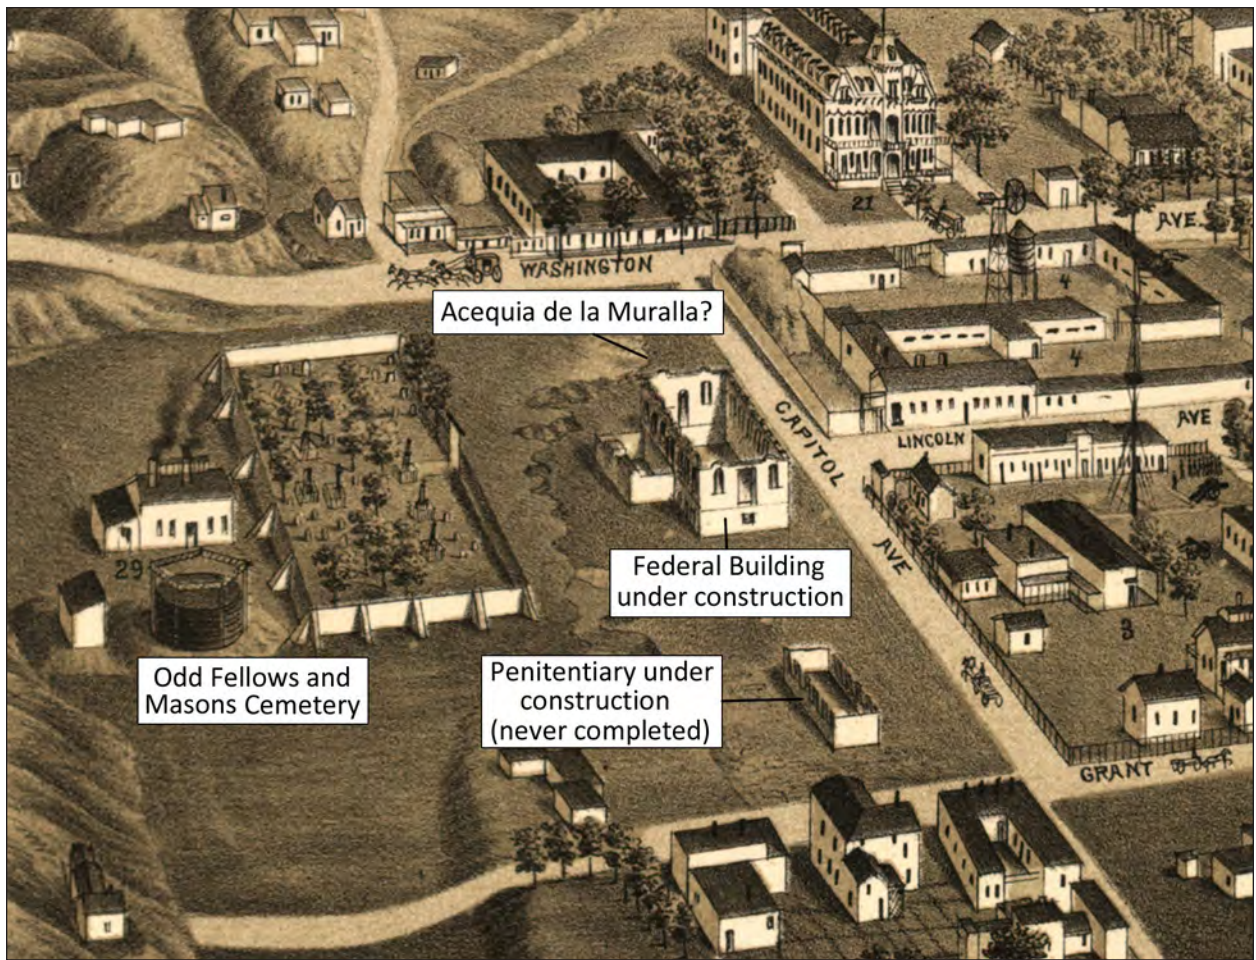 21
AVE.
WASHINGTON
4
Acequia de la Muralla?
4
CAPITOL
AVE
LINCOLN
AVE
Federal Building
under construction
29
3
Odd Fellows and
Masons Cemetery
Penitentiary under
construction
(never completed)
GRANT